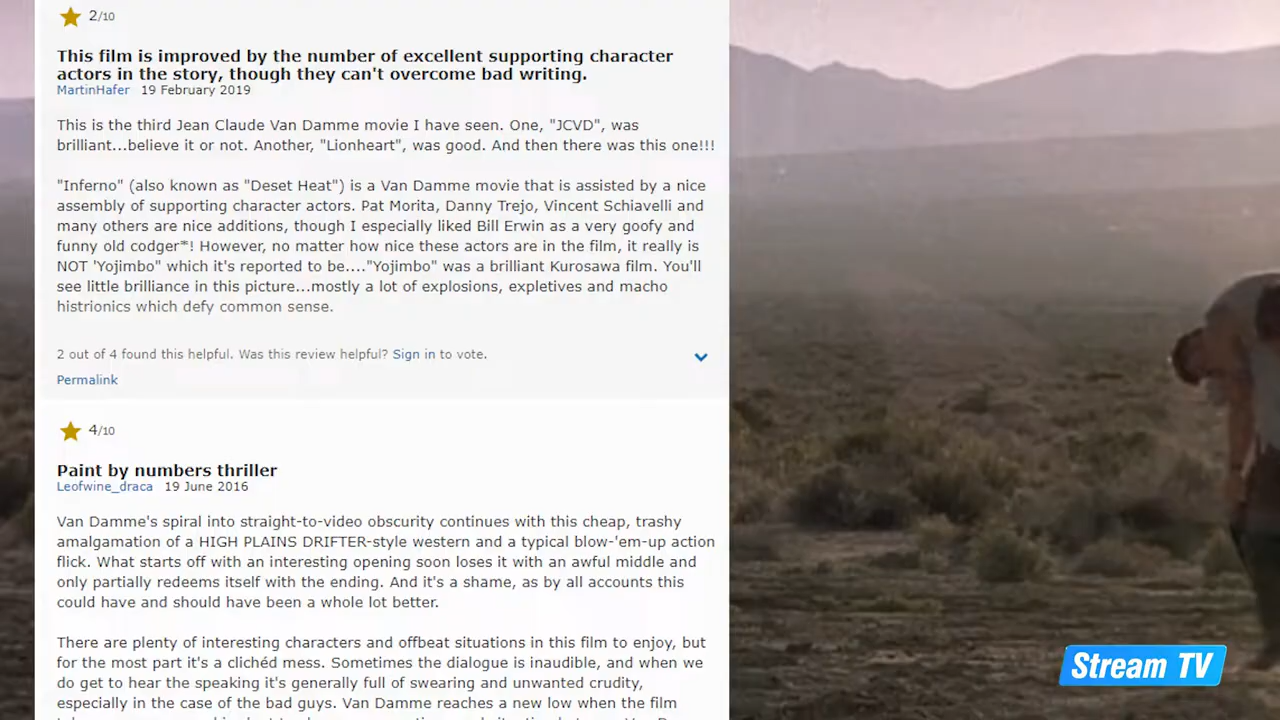 2/10
This film is improved by the number of excellent supporting character
actors in the story, though they can't overcome bad writing.
MartinHafer 19 February 2019
This is the third Jean Claude Van Damme movie I have seen. One, "JCVD", was
brilliant...believe it or not. Another, "Lionheart", was good. And then there was this one!!!
"Inferno" (also known as "Deset Heat") is a Van Damme movie that is assisted by a nice
assembly of supporting character actors. Pat Morita, Danny Trejo, Vincent Schiavelli and
many others are nice additions, though I especially liked Bill Erwin as a very goofy and
funny old codger*! However, no matter how nice these actors are in the film, it really is
NOT 'Yojimbo" which it's reported to be...."Yojimbo" was a brilliant Kurosawa film. You'll
see little brilliance in this picture...mostly a lot of explosions, expletives and macho
histrionics which defy common sense.
2 out of 4 found this helpful. Was this review helpful? Sign in to vote.
Permalink
4/10
Paint by numbers thriller
Leofwine_draca 19 June 2016
Van Damme's spiral into straight-to-video obscurity continues with this cheap, trashy
amalgamation of a HIGH PLAINS DRIFTER-style western and a typical blow-'em-up action
flick. What starts off with an interesting opening soon loses it with an awful middle and
only partially redeems itself with the ending. And it's a shame, as by all accounts this
could have and should have been a whole lot better.
There are plenty of interesting characters and offbeat situations in this film to enjoy, but
for the most part it's a clichéd mess. Sometimes the dialogue is inaudible, and when we
do get to hear the speaking it's generally full of swearing and unwanted crudity,
especially in the case of the bad guys. Van Damme reaches a new low when the film
Stream TV